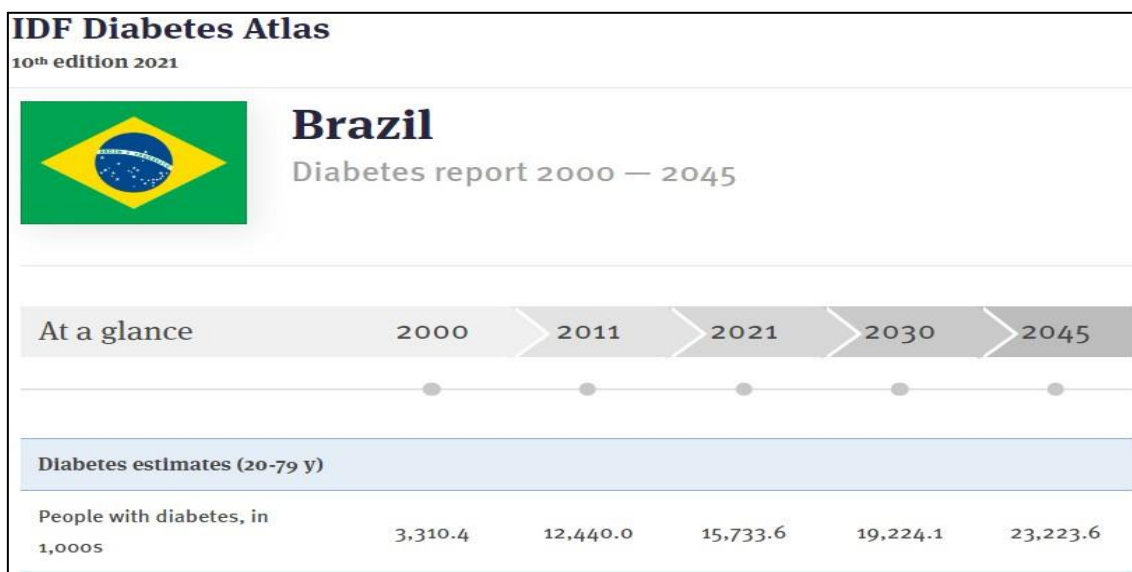 IDF Diabetes Atlas
10th edition 2021
Brazil
Diabetes report 2000 — 2045
At a glance 2000 2011 2021 2030 2045
Diabetes estimates (20-79 y)
People with diabetes, in
1,000s 3,310.4 12,440.0 15,733.6 19,224.1 23,223.6